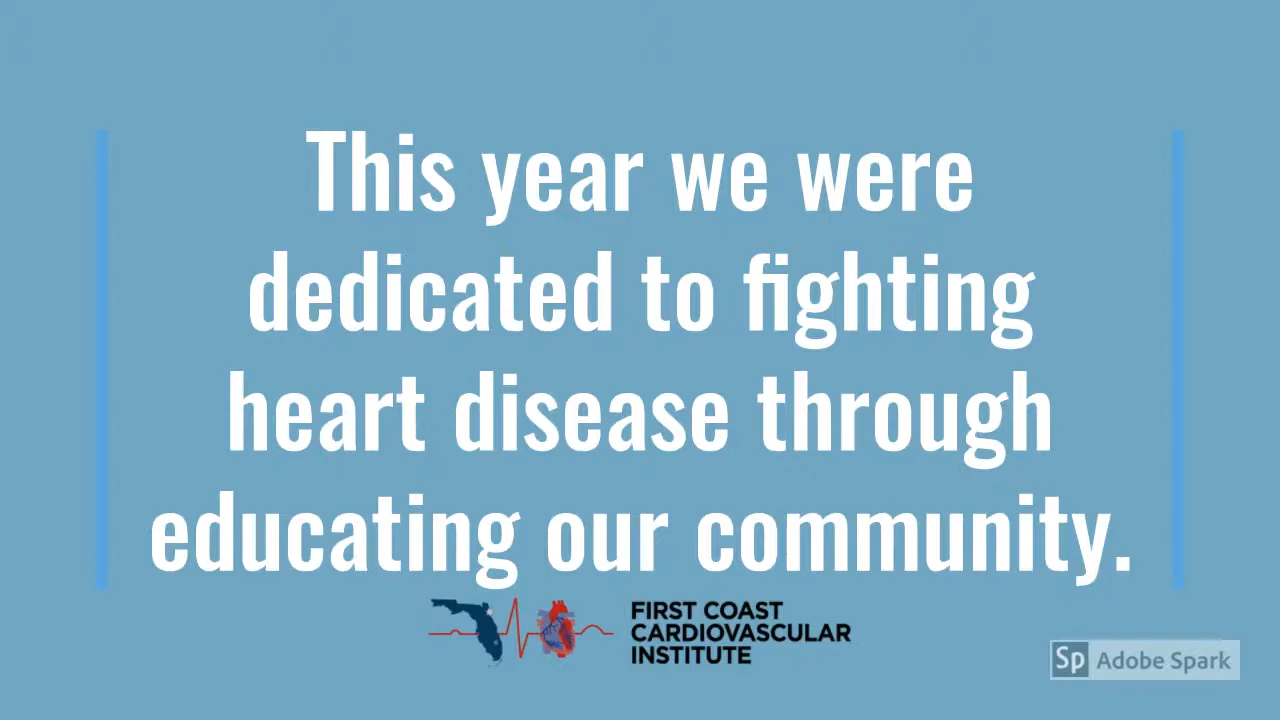 This year we were
dedicated to fighting
heart disease through
educating our community.
FIRST COAST
CARDIOVASCULAR
INSTITUTE
Sp Adobe Spark